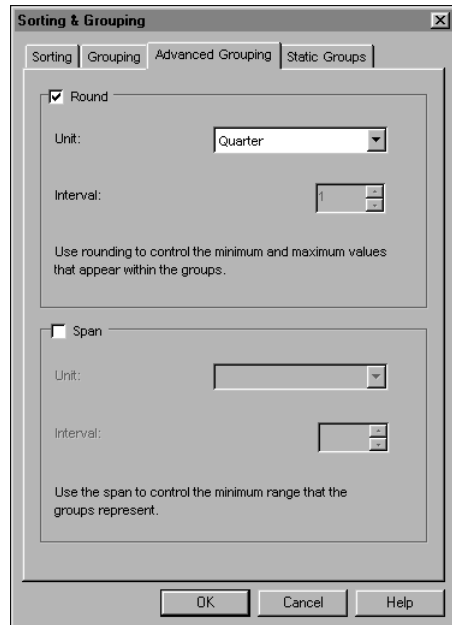 Sorting & Grouping
Sorting Grouping Advanced Grouping Static Groups
Round
Unit: Quarter
Interval: 1
Use rounding to control the minimum and maximum values
that appear within the groups.
Span
Unit:
Interval:
Use the span to control the minimum range that the
groups represent.
OK Cancel Help